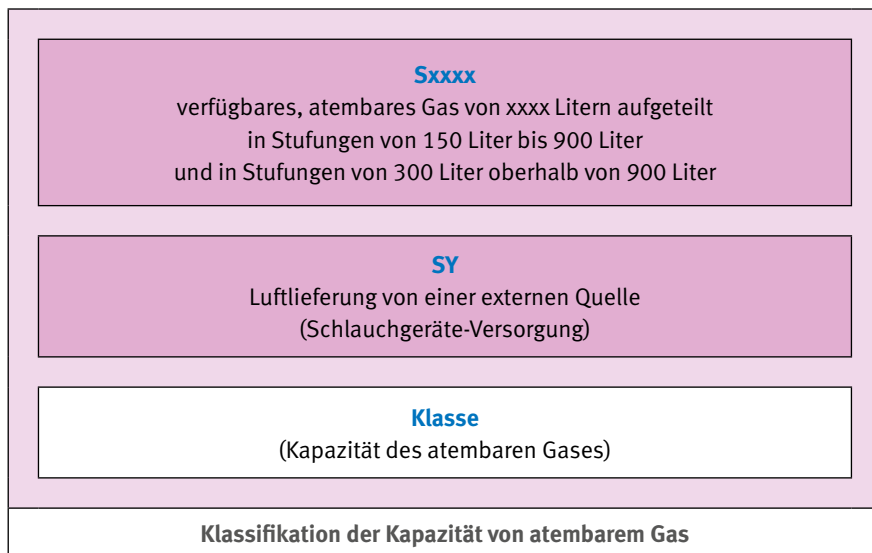 Sxxxx
verfügbares, atembares Gas von xxxx Litern aufgeteilt
in Stufungen von 150 Liter bis 900 Liter
und in Stufungen von 300 Liter oberhalb von 900 Liter
SY
Luftlieferung von einer externen Quelle
(Schlauchgeräte-Versorgung)
Klasse
(Kapazität des atembaren Gases)
Klassifikation der Kapazität von atembarem Gas